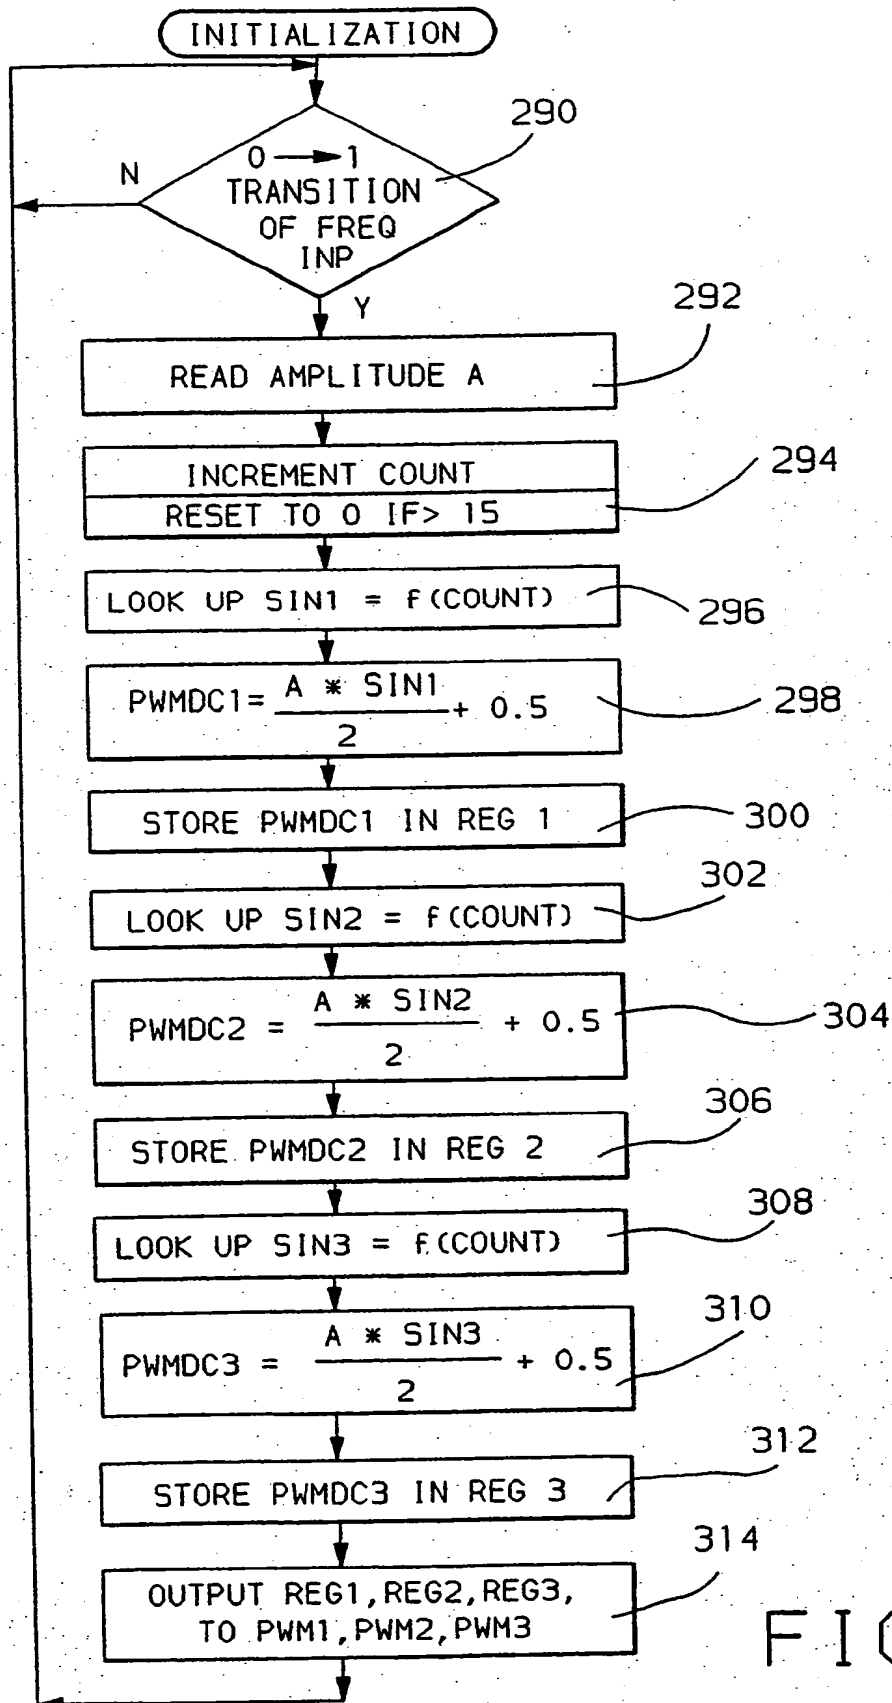 INITIALIZATION
290
N
0 → 1
TRANSITION
OF FREQ
INP
Y
292
READ AMPLITUDE A
294
INCREMENT COUNT
RESET TO 0 IF> 15
LOOK UP SIN1 = f(COUNT)
296
PWMDC1= A * SIN1 / 2 + 0.5
298
STORE PWMDC1 IN REG 1
300
302
LOOK UP SIN2 = f(COUNT)
PWMDC2 = A * SIN2 / 2 + 0.5
304
306
STORE PWMDC2 IN REG 2
308
LOOK UP SIN3 = f(COUNT)
310
PWMDC3 = A * SIN3 / 2 + 0.5
312
STORE PWMDC3 IN REG 3
314
OUTPUT REG1,REG2,REG3,
TO PWM1,PWM2,PWM3